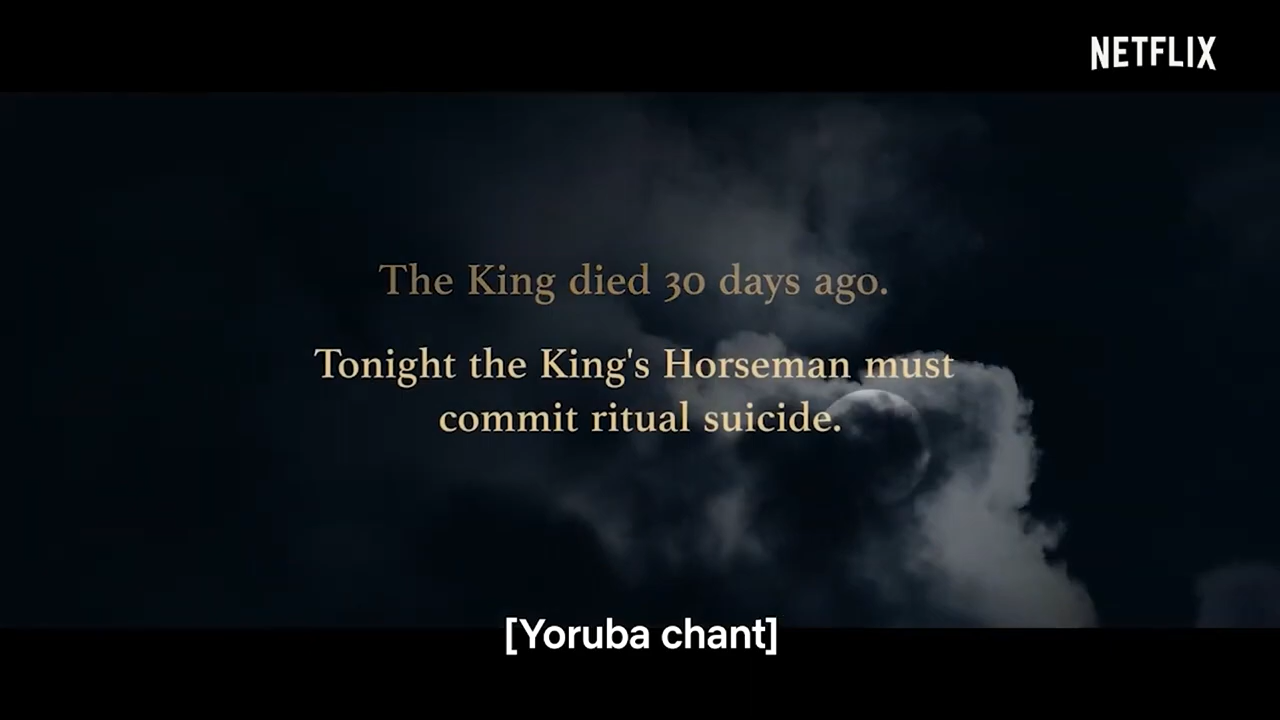 NETFLIX
The King died 30 days ago.
Tonight the King's Horseman must
commit ritual suicide.
[Yoruba chant]